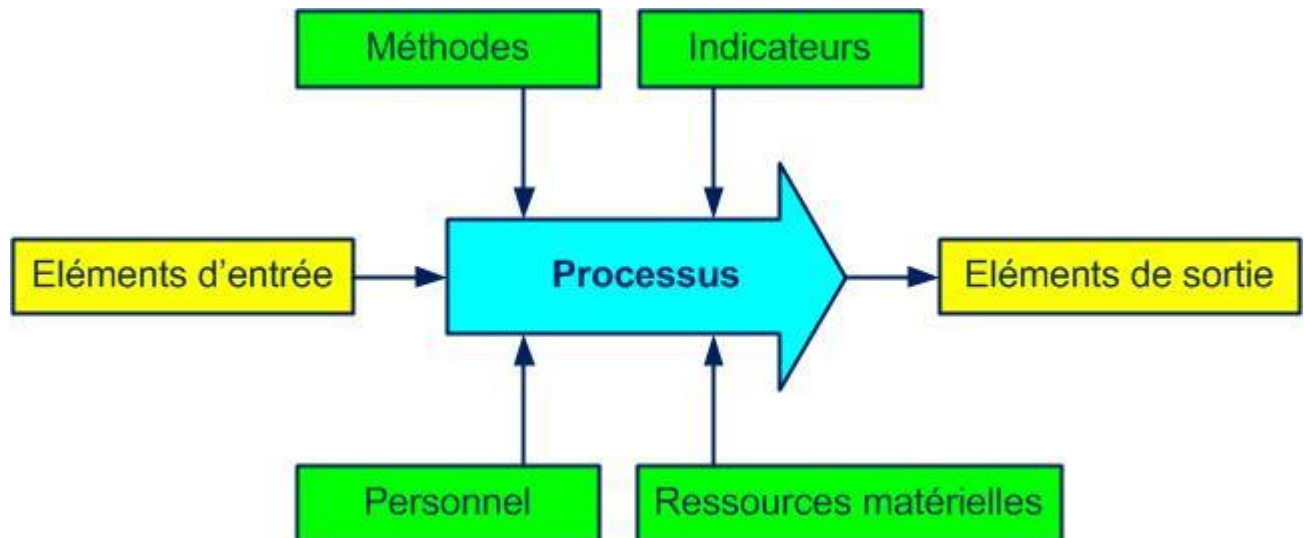 Méthodes
Indicateurs
Eléments d'entrée
Processus
Eléments de sortie
Personnel
Ressources matérielles